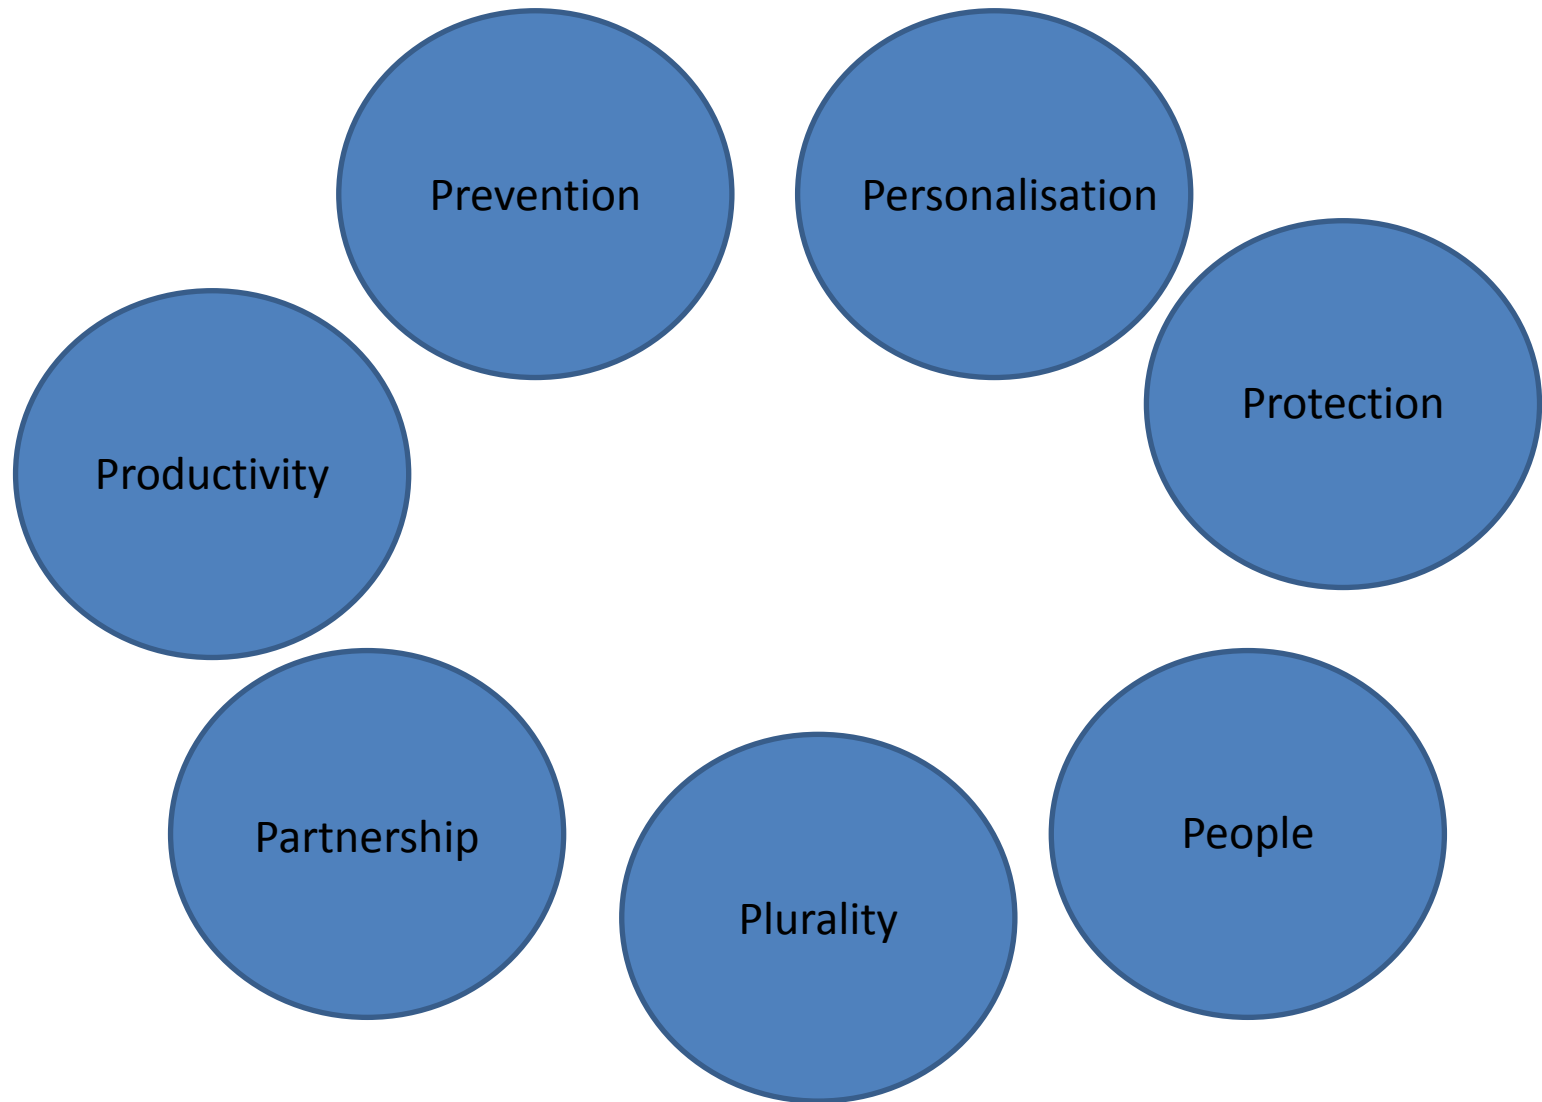 Prevention
Personalisation
Protection
Productivity
Partnership
People
Plurality